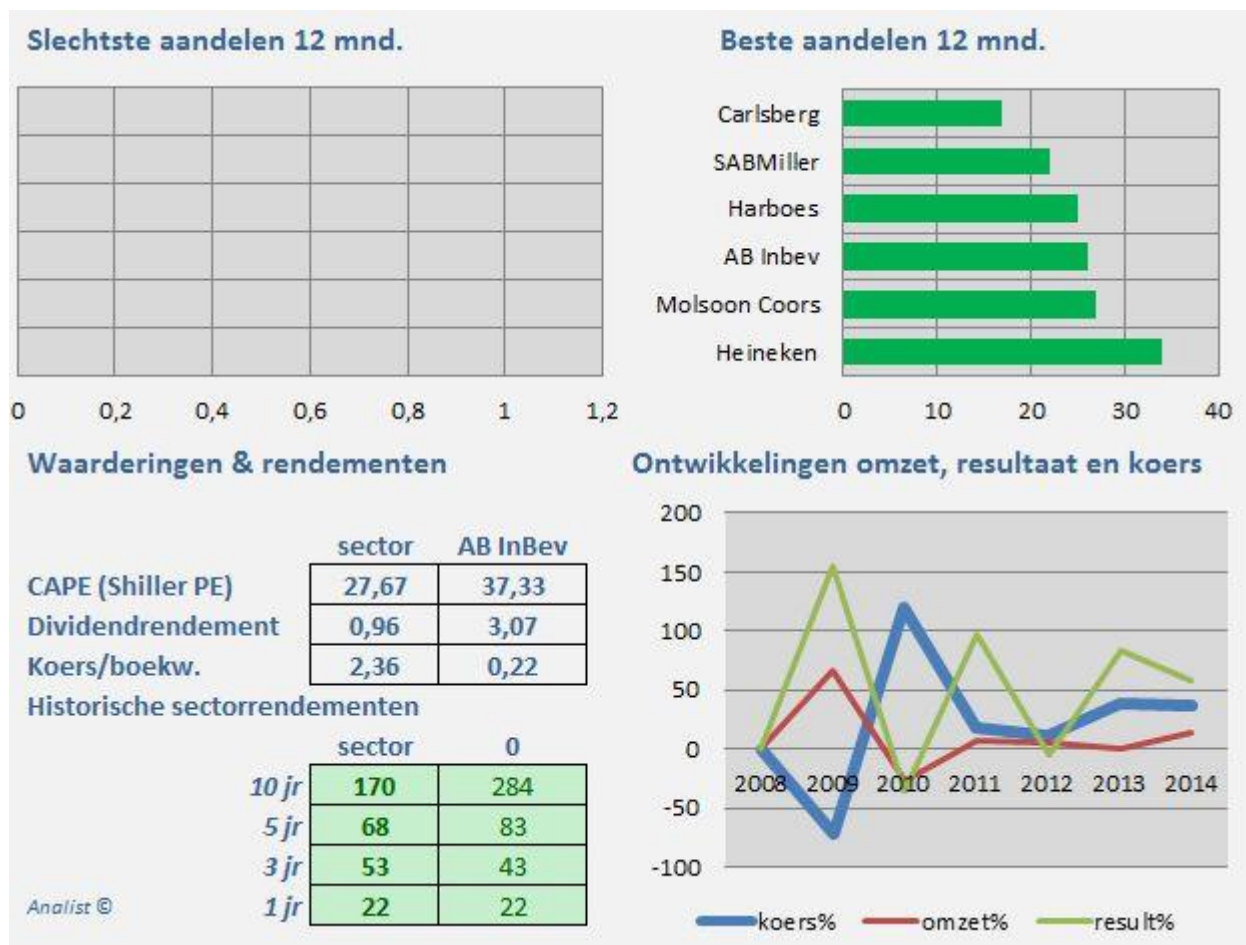 Slechtste aandelen 12 mnd.
0 0,2 0,4 0,6 0,8 1 1,2
Beste aandelen 12 mnd.
Carlsberg
SABMiller
Harboes
AB Inbev
Molsoon Coors
Heineken
0 10 20 30 40
Waarderingen & rendementen
sector AB InBev
CAPE (Shiller PE) 27,67 37,33
Dividendrendement 0,96 3,07
Koers/boekw. 2,36 0,22
Historische sectorrendementen
sector 0
10 jr 170 284
5 jr 68 83
3 jr 53 43
1 jr 22 22
Analist ©
Ontwikkelingen omzet, resultaat en koers
200
150
100
50
0
2008 2009 2010 2011 2012 2013 2014
-50
-100
koers% omzet% result%